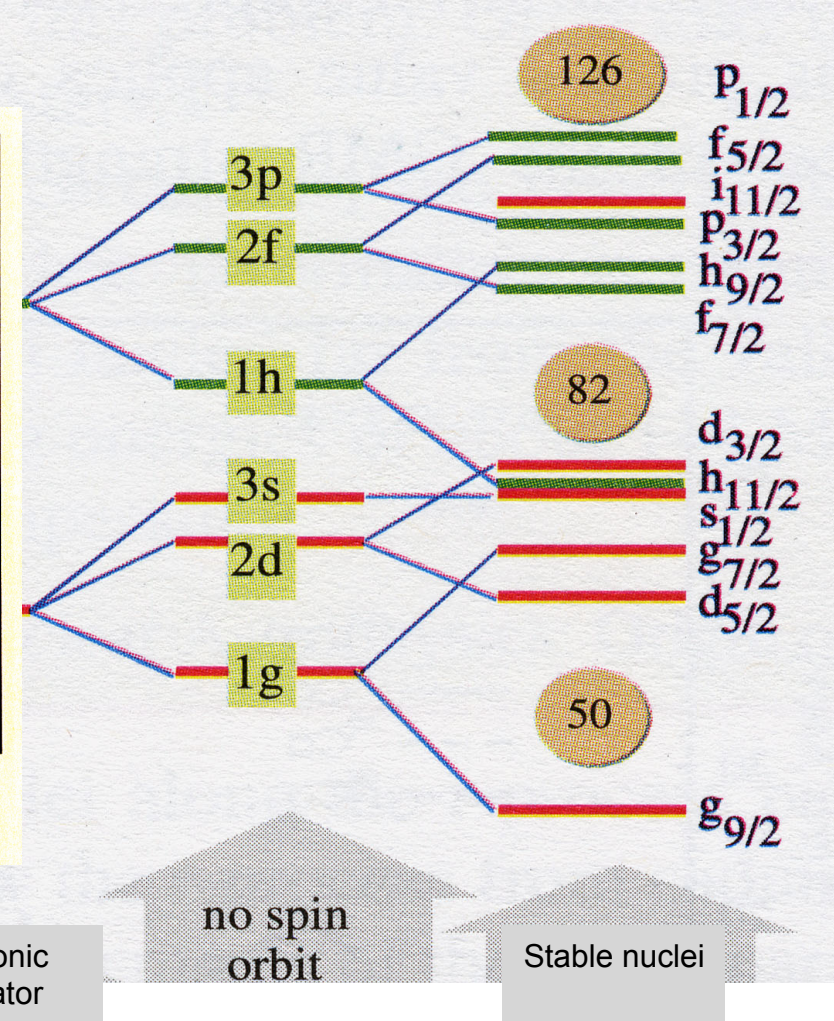 126
p1/2
3p
f5/2
i11/2
2f
p3/2
h9/2
f7/2
1h
82
d3/2
3s
h11/2
s1/2
2d
g7/2
d5/2
1g
50
g9/2
no spin
orbit
Stable nuclei
onic
ator